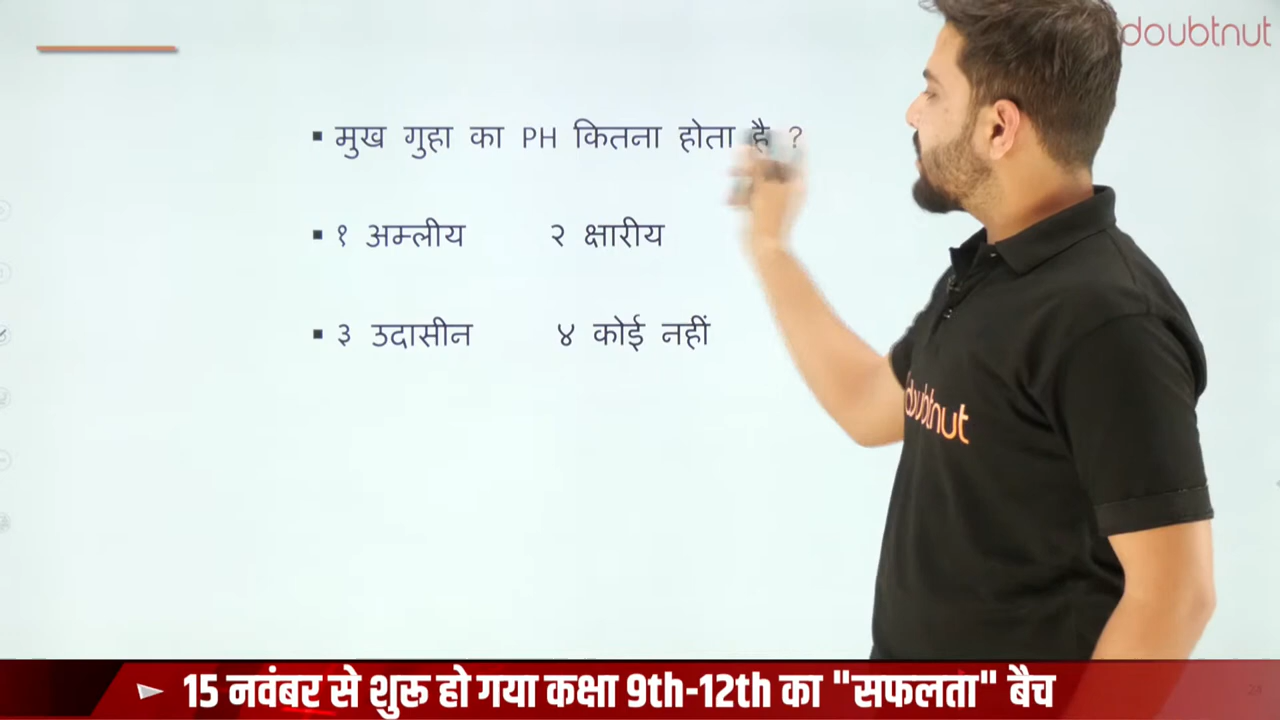 doubtnut
▪ मुख गुहा का PH कितना होता है ?
▪ १ अम्लीय २ क्षारीय
▪ ३ उदासीन ४ कोई नहीं
doubtnut
15 नवंबर से शुरू हो गया कक्षा 9th-12th का "सफलता" बैच
24